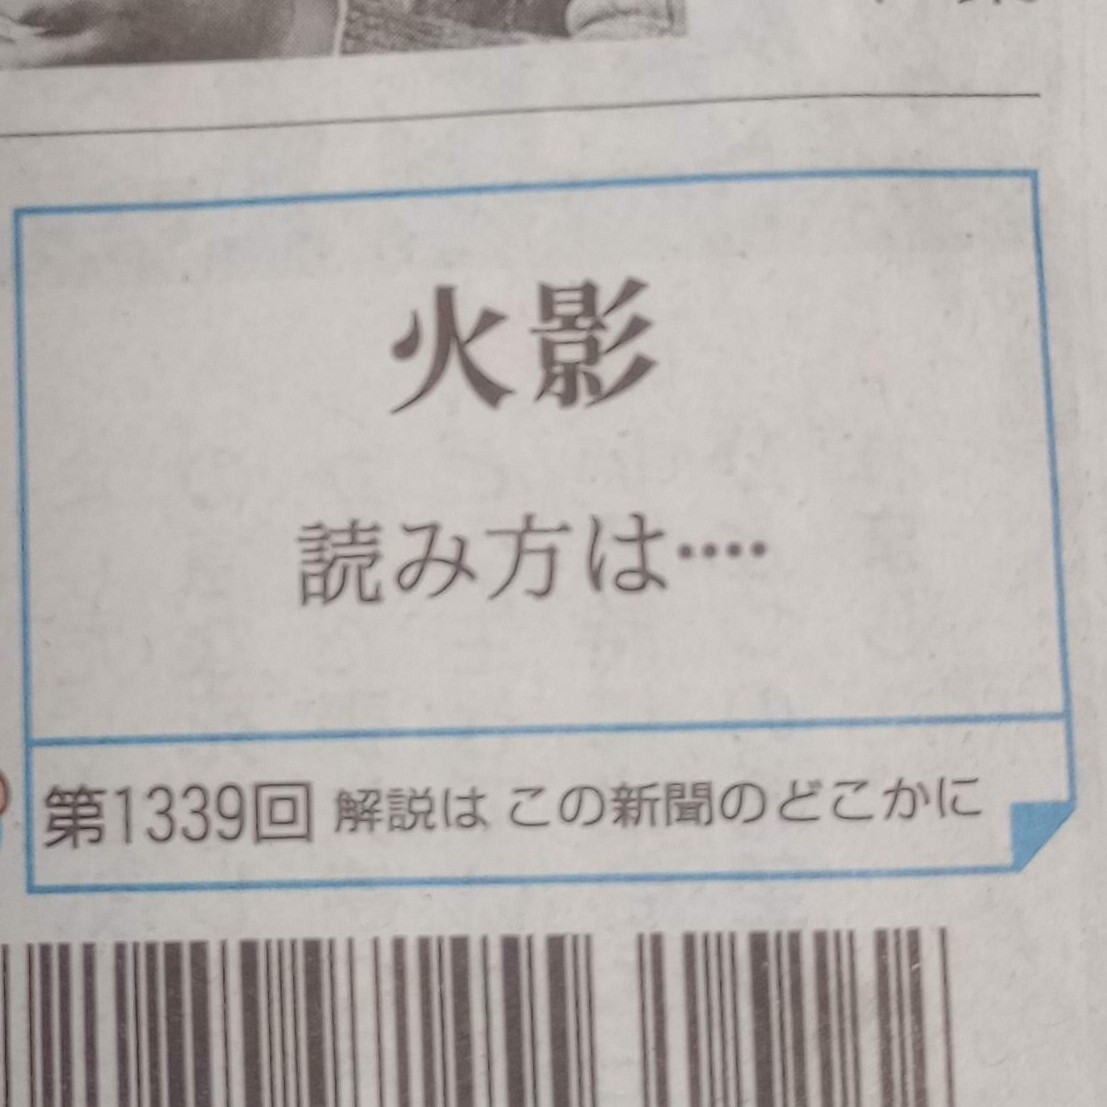 火影
読み方は‥‥
第1339回 解説は この新聞のどこかに